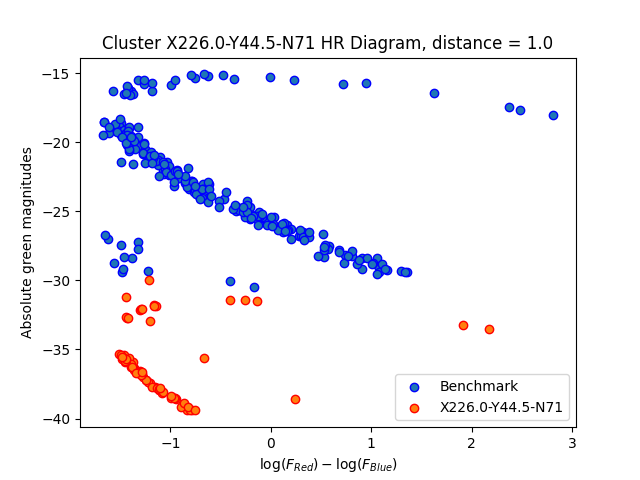 Cluster X226.0-Y44.5-N71 HR Diagram, distance = 1.0
Absolute green magnitudes
−15
−20
−25
−30
−35
−40
−1
0
1
2
3
log(F_Red) − log(F_Blue)
Benchmark
X226.0-Y44.5-N71